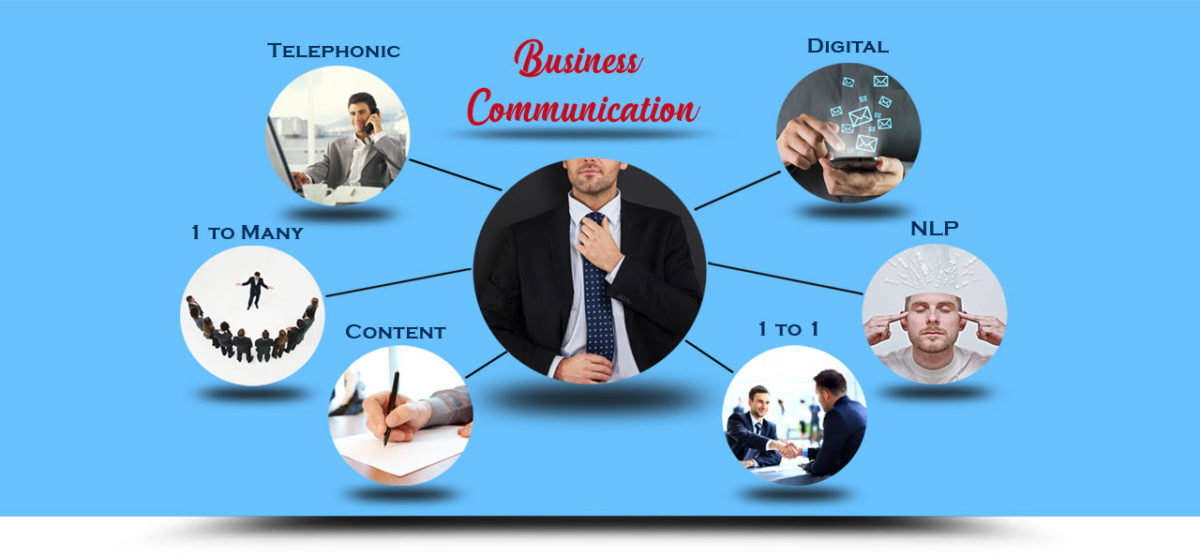 Business
Communication
Telephonic
Digital
1 to Many
NLP
Content
1 to 1